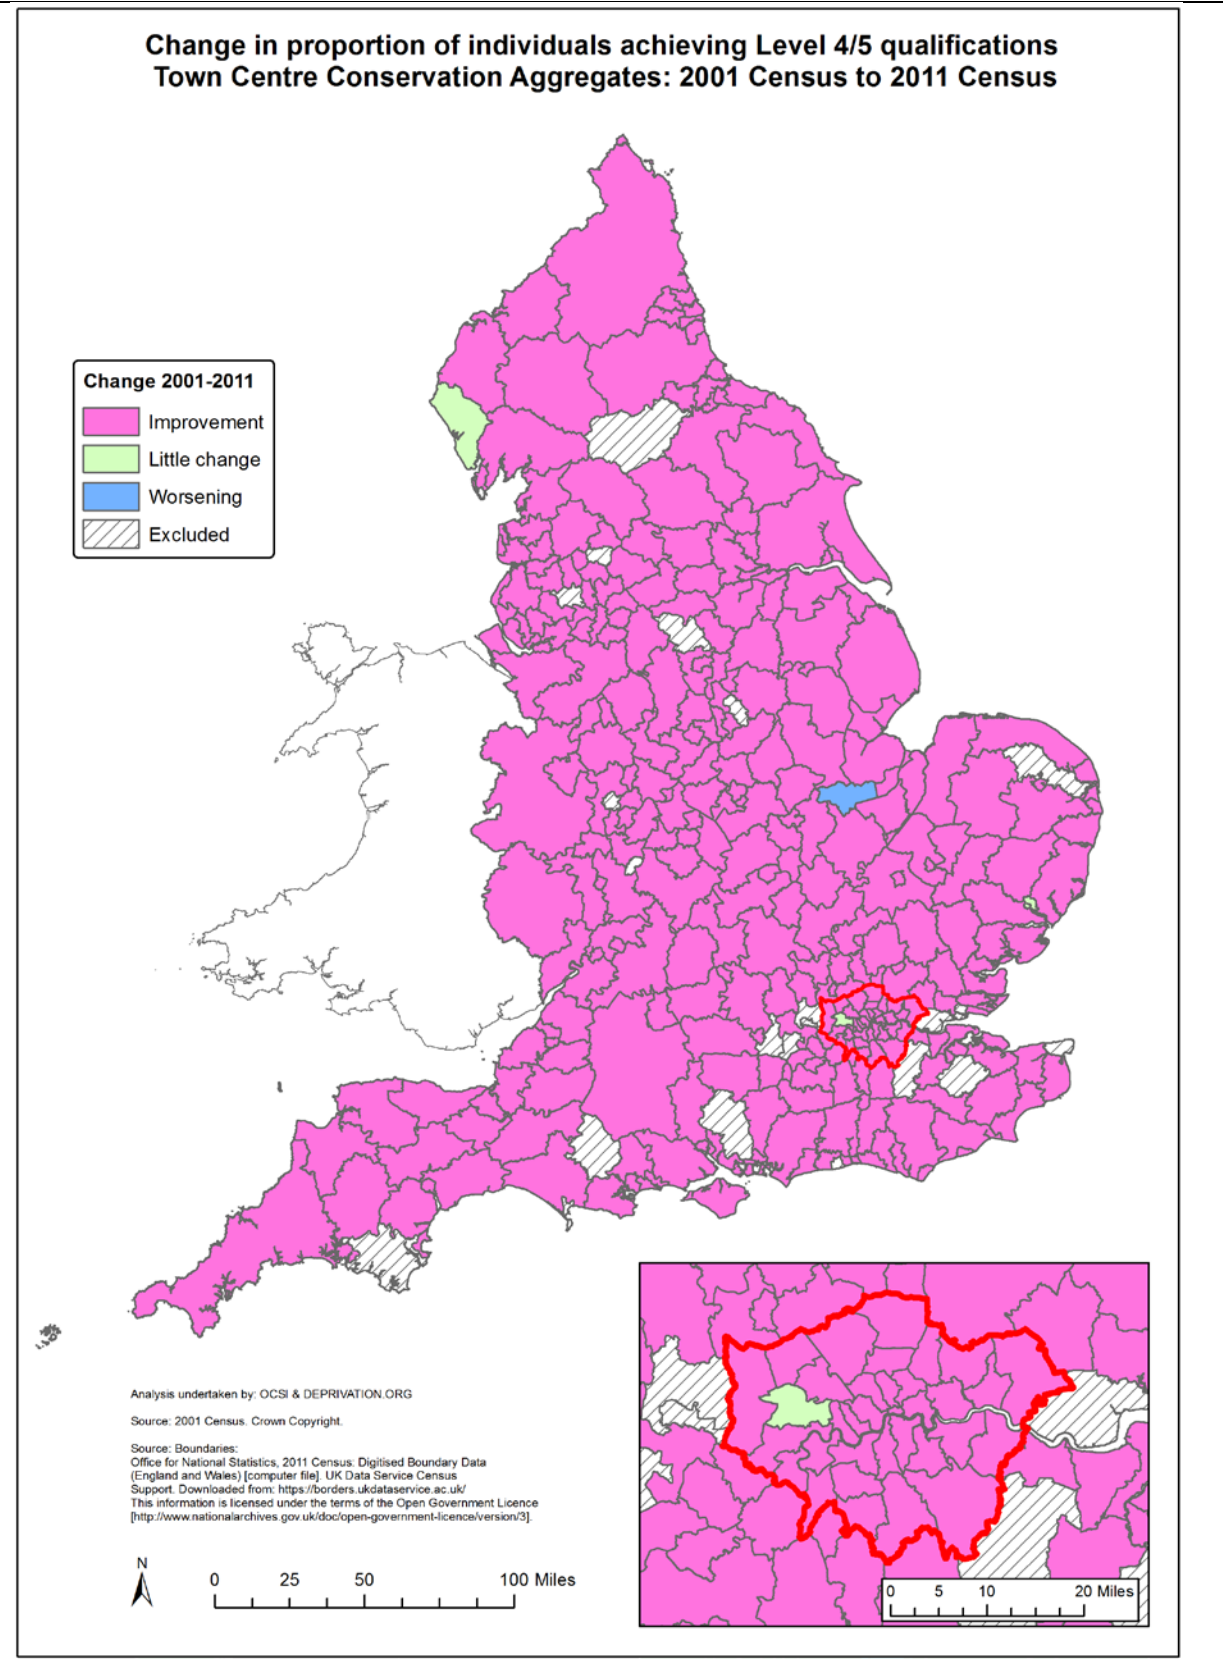 Change in proportion of individuals achieving Level 4/5 qualifications
Town Centre Conservation Aggregates: 2001 Census to 2011 Census
Change 2001-2011
Improvement
Little change
Worsening
Excluded
Analysis undertaken by: OCSI & DEPRIVATION.ORG
Source: 2001 Census. Crown Copyright.
Source: Boundaries:
Office for National Statistics, 2011 Census: Digitised Boundary Data
(England and Wales) [computer file]. UK Data Service Census
Support. Downloaded from: https://borders.ukdataservice.ac.uk/
This information is licensed under the terms of the Open Government Licence
[http://www.nationalarchives.gov.uk/doc/open-government-licence/version/3].
N
0 25 50 100 Miles
0 5 10 20 Miles